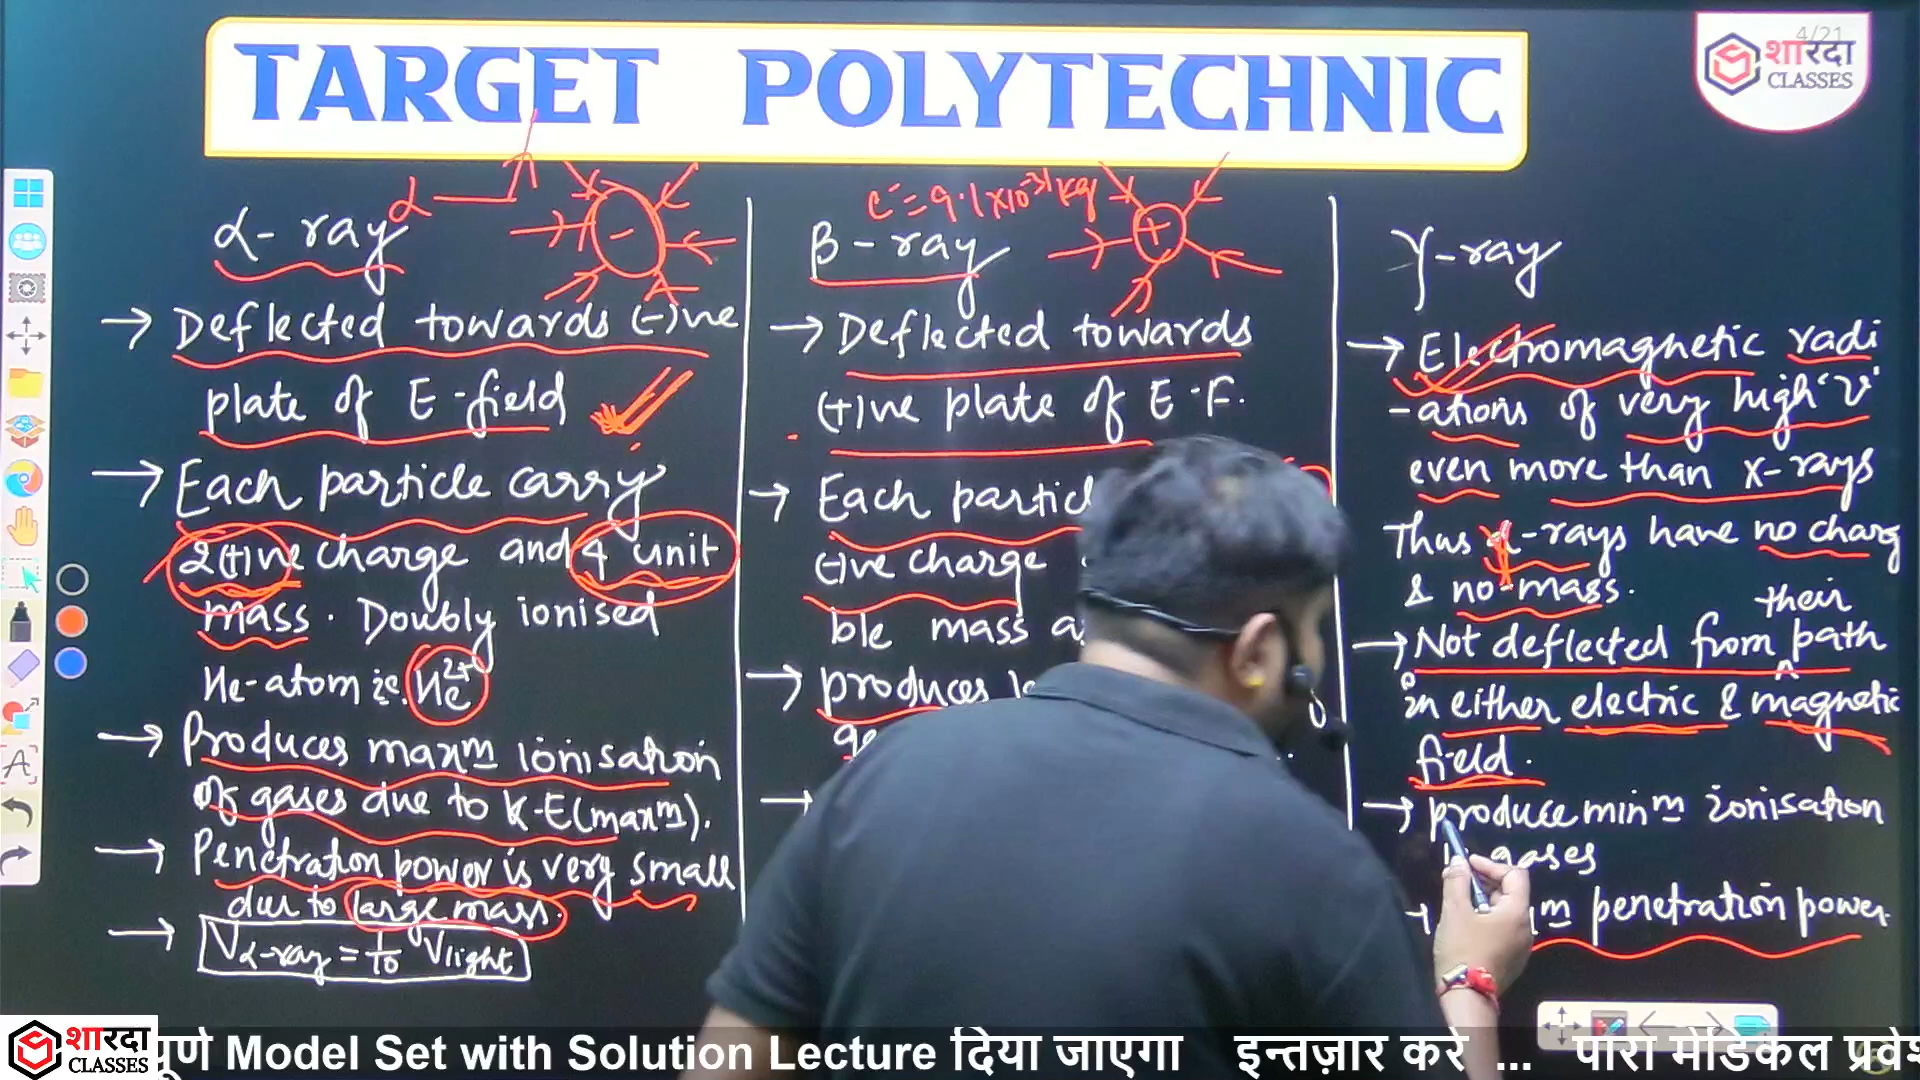 TARGET POLYTECHNIC
4/21
शारदा
CLASSES
α-ray
α
Deflected towards (-)ive
plate of E-field
Each particle carry
2(+)ive charge and 4 unit
mass. Doubly ionised
He-atom ie. He2+
Produces maxm ionisation
of gases due to K-E(maxm).
Penetration power is very small
due to large mass.
Vα-ray = 1/10 Vlight
e- = 9.1x10-31 kg
β-ray
Deflected towards
(+)ive plate of E-F.
Each
(-)ive charge
ble mass
produces
γ-ray
Electromagnetic radi
-ations of very high 'ν'
even more than X-rays
Thus -rays have no charg
& no-mass.
their
Not deflected from path
in either electric & magnetic
field.
produce minm ionisation
gases
penetration power
शारदा
CLASSES
पूर्ण Model Set with Solution Lecture दिया जाएगा इन्तज़ार करे ... पारा मेडिकल प्रवेश